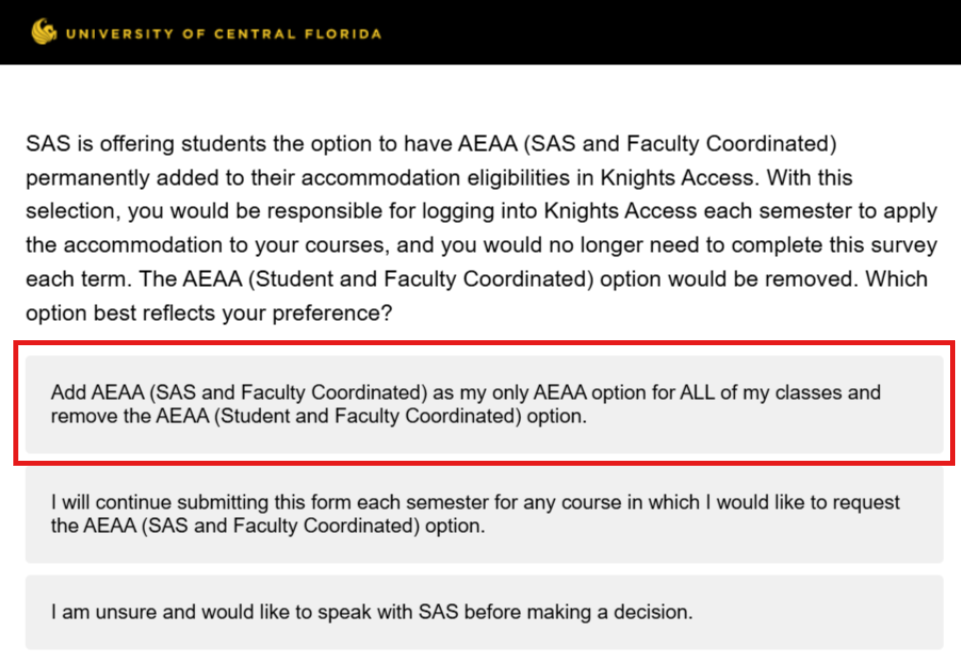 UNIVERSITY OF CENTRAL FLORIDA
SAS is offering students the option to have AEAA (SAS and Faculty Coordinated)
permanently added to their accommodation eligibilities in Knights Access. With this
selection, you would be responsible for logging into Knights Access each semester to apply
the accommodation to your courses, and you would no longer need to complete this survey
each term. The AEAA (Student and Faculty Coordinated) option would be removed. Which
option best reflects your preference?
Add AEAA (SAS and Faculty Coordinated) as my only AEAA option for ALL of my classes and
remove the AEAA (Student and Faculty Coordinated) option.
I will continue submitting this form each semester for any course in which I would like to request
the AEAA (SAS and Faculty Coordinated) option.
I am unsure and would like to speak with SAS before making a decision.